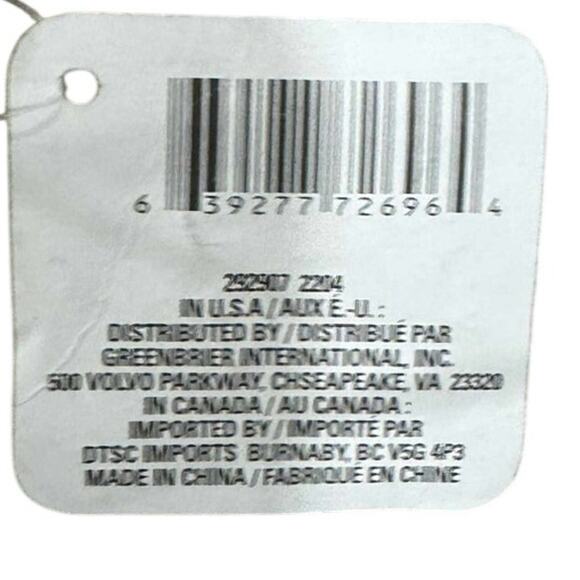 6 39277 72696 4
292907 2204
IN U.S.A / AUX É.-U. :
DISTRIBUTED BY / DISTRIBUÉ PAR
GREENBRIER INTERNATIONAL, INC.
500 VOLVO PARKWAY, CHSEAPEAKE, VA 23320
IN CANADA / AU CANADA :
IMPORTED BY / IMPORTÉ PAR
DTSC IMPORTS BURNABY, BC V5G 4P3
MADE IN CHINA / FABRIQUÉ EN CHINE